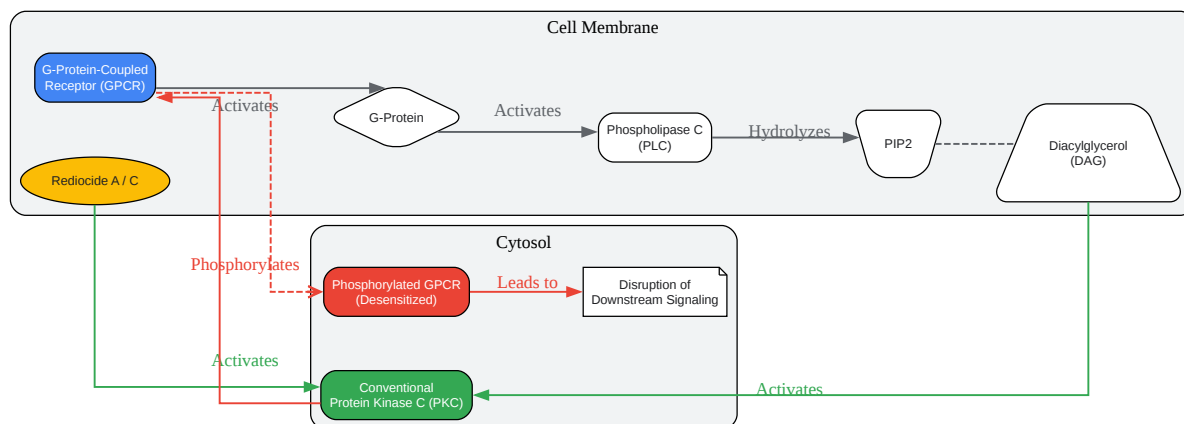 Cell Membrane
G-Protein-Coupled
Receptor (GPCR)
Activates
G-Protein
Activates
Phospholipase C
(PLC)
Hydrolyzes
PIP2
Diacylglycerol
(DAG)
Rediocide A / C
Cytosol
Phosphorylates
Phosphorylated GPCR
(Desensitized)
Leads to
Disruption of
Downstream Signaling
Activates
Conventional
Protein Kinase C (PKC)
Activates